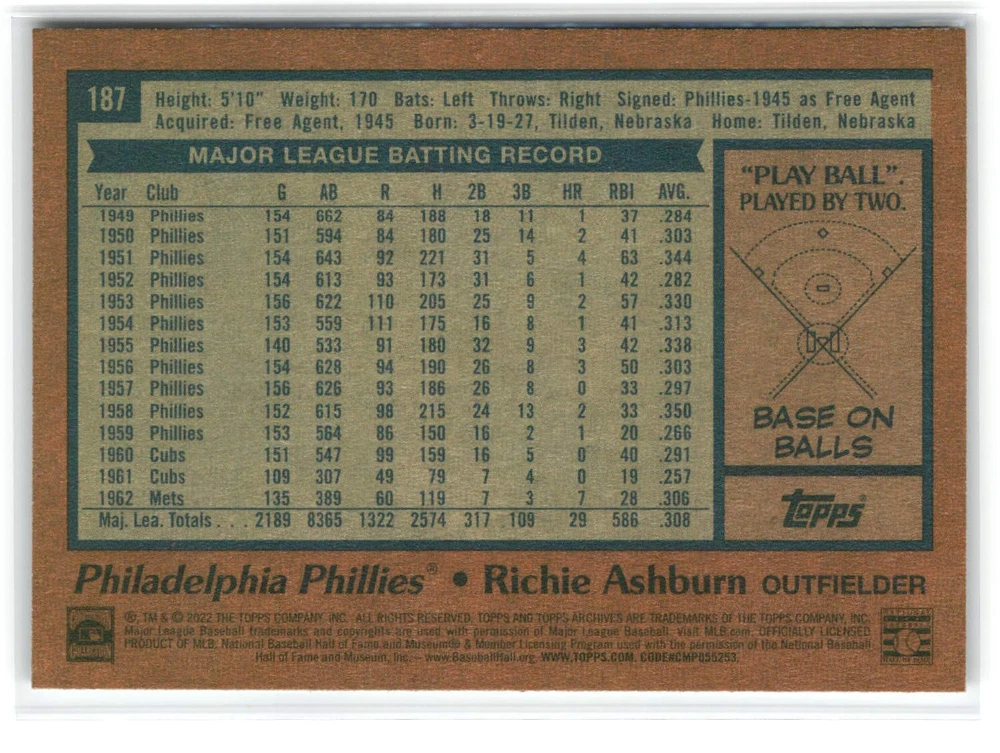 187
Height: 5'10" Weight: 170 Bats: Left Throws: Right Signed: Phillies-1945 as Free Agent
Acquired: Free Agent, 1945 Born: 3-19-27, Tilden, Nebraska Home: Tilden, Nebraska
MAJOR LEAGUE BATTING RECORD
Year Club G AB R H 2B 3B HR RBI AVG.
1949 Phillies 154 662 84 188 18 11 1 37 .284
1950 Phillies 151 594 84 180 25 14 2 41 .303
1951 Phillies 154 643 92 221 31 5 4 63 .344
1952 Phillies 154 613 93 173 31 6 1 42 .282
1953 Phillies 156 622 110 205 25 9 2 57 .330
1954 Phillies 153 559 111 175 16 8 1 41 .313
1955 Phillies 140 533 91 180 32 9 3 42 .338
1956 Phillies 154 628 94 190 26 8 3 50 .303
1957 Phillies 156 626 93 186 26 8 0 33 .297
1958 Phillies 152 615 98 215 24 13 2 33 .350
1959 Phillies 153 564 86 150 16 2 1 20 .266
1960 Cubs 151 547 99 159 16 5 0 40 .291
1961 Cubs 109 307 49 79 7 4 0 19 .257
1962 Mets 135 389 60 119 7 3 7 28 .306
Maj. Lea. Totals . . . 2189 8365 1322 2574 317 109 29 586 .308
"PLAY BALL".
PLAYED BY TWO.
BASE ON
BALLS
Topps®
Philadelphia Phillies® • Richie Ashburn OUTFIELDER
®, TM & © 2022 THE TOPPS COMPANY, INC. ALL RIGHTS RESERVED. TOPPS AND TOPPS ARCHIVES ARE TRADEMARKS OF THE TOPPS COMPANY, INC.
Major League Baseball trademarks and copyrights are used with permission of Major League Baseball. Visit MLB.com. OFFICIALLY LICENSED
PRODUCT OF MLB. National Baseball Hall of Fame and Museum® & Member Licensing Program used with the permission of the National Baseball
Hall of Fame and Museum, Inc. – www.BaseballHall.org. WWW.TOPPS.COM. CODE#CMP055253.